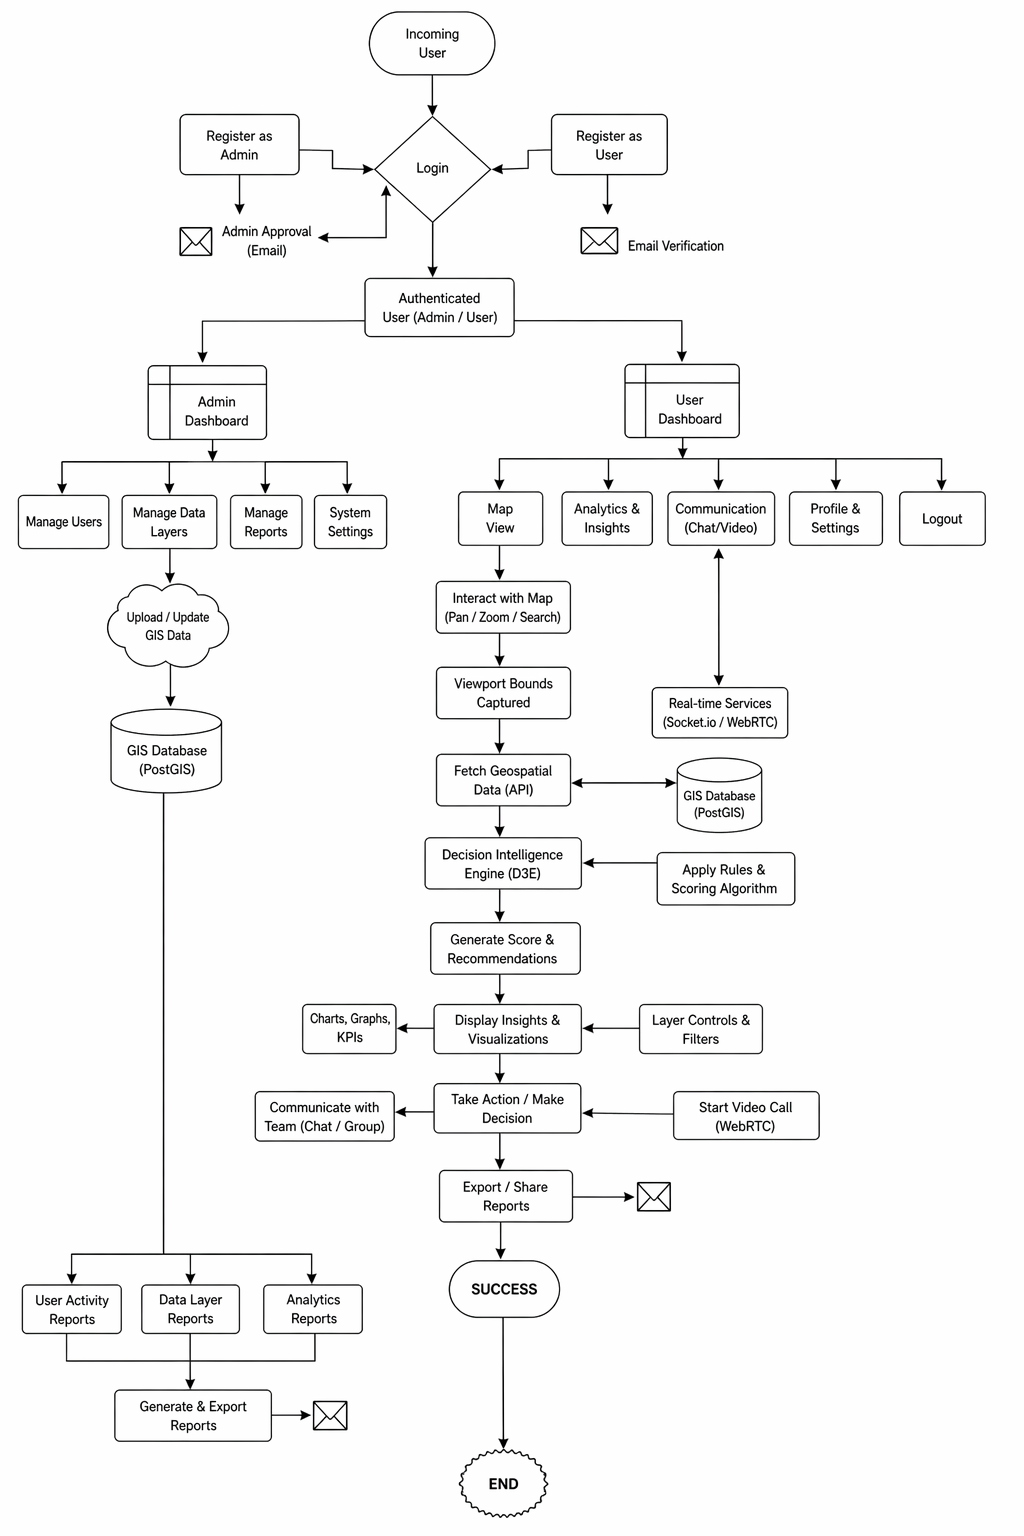 Incoming
User
Register as
Admin
Login
Register as
User
Admin Approval
(Email)
Email Verification
Authenticated
User (Admin / User)
Admin
Dashboard
User
Dashboard
Manage Users
Manage Data
Layers
Manage
Reports
System
Settings
Map
View
Analytics &
Insights
Communication
(Chat/Video)
Profile &
Settings
Logout
Upload / Update
GIS Data
Interact with Map
(Pan / Zoom / Search)
Viewport Bounds
Captured
Real-time Services
(Socket.io / WebRTC)
GIS Database
(PostGIS)
Fetch Geospatial
Data (API)
GIS Database
(PostGIS)
Decision Intelligence
Engine (D3E)
Apply Rules &
Scoring Algorithm
Generate Score &
Recommendations
Charts, Graphs,
KPIs
Display Insights &
Visualizations
Layer Controls &
Filters
Communicate with
Team (Chat / Group)
Take Action / Make
Decision
Start Video Call
(WebRTC)
Export / Share
Reports
SUCCESS
User Activity
Reports
Data Layer
Reports
Analytics
Reports
Generate & Export
Reports
END